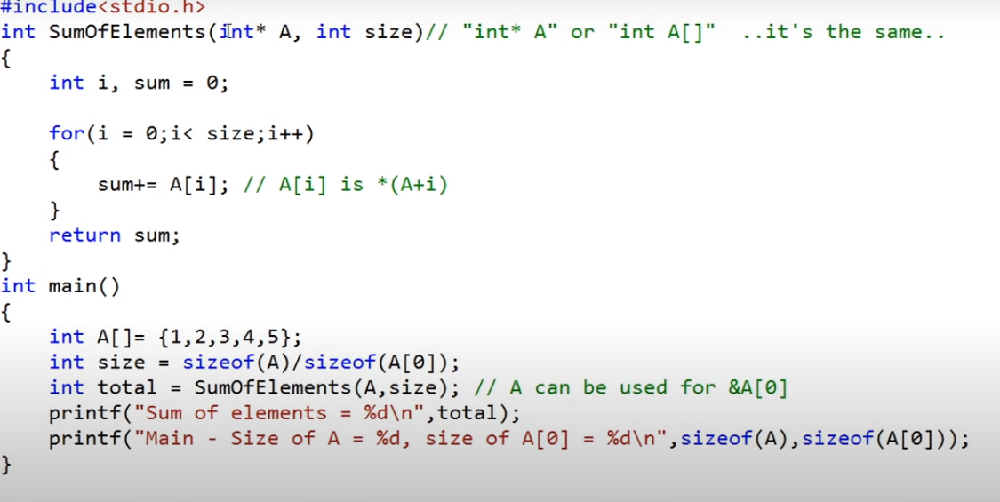 #include<stdio.h>
int SumOfElements(int* A, int size)// "int* A" or "int A[]"  ..it's the same..
{
    int i, sum = 0;

    for(i = 0;i< size;i++)
    {
        sum+= A[i]; // A[i] is *(A+i)
    }
    return sum;
}
int main()
{
    int A[]= {1,2,3,4,5};
    int size = sizeof(A)/sizeof(A[0]);
    int total = SumOfElements(A,size); // A can be used for &A[0]
    printf("Sum of elements = %d\n",total);
    printf("Main - Size of A = %d, size of A[0] = %d\n",sizeof(A),sizeof(A[0]));
}